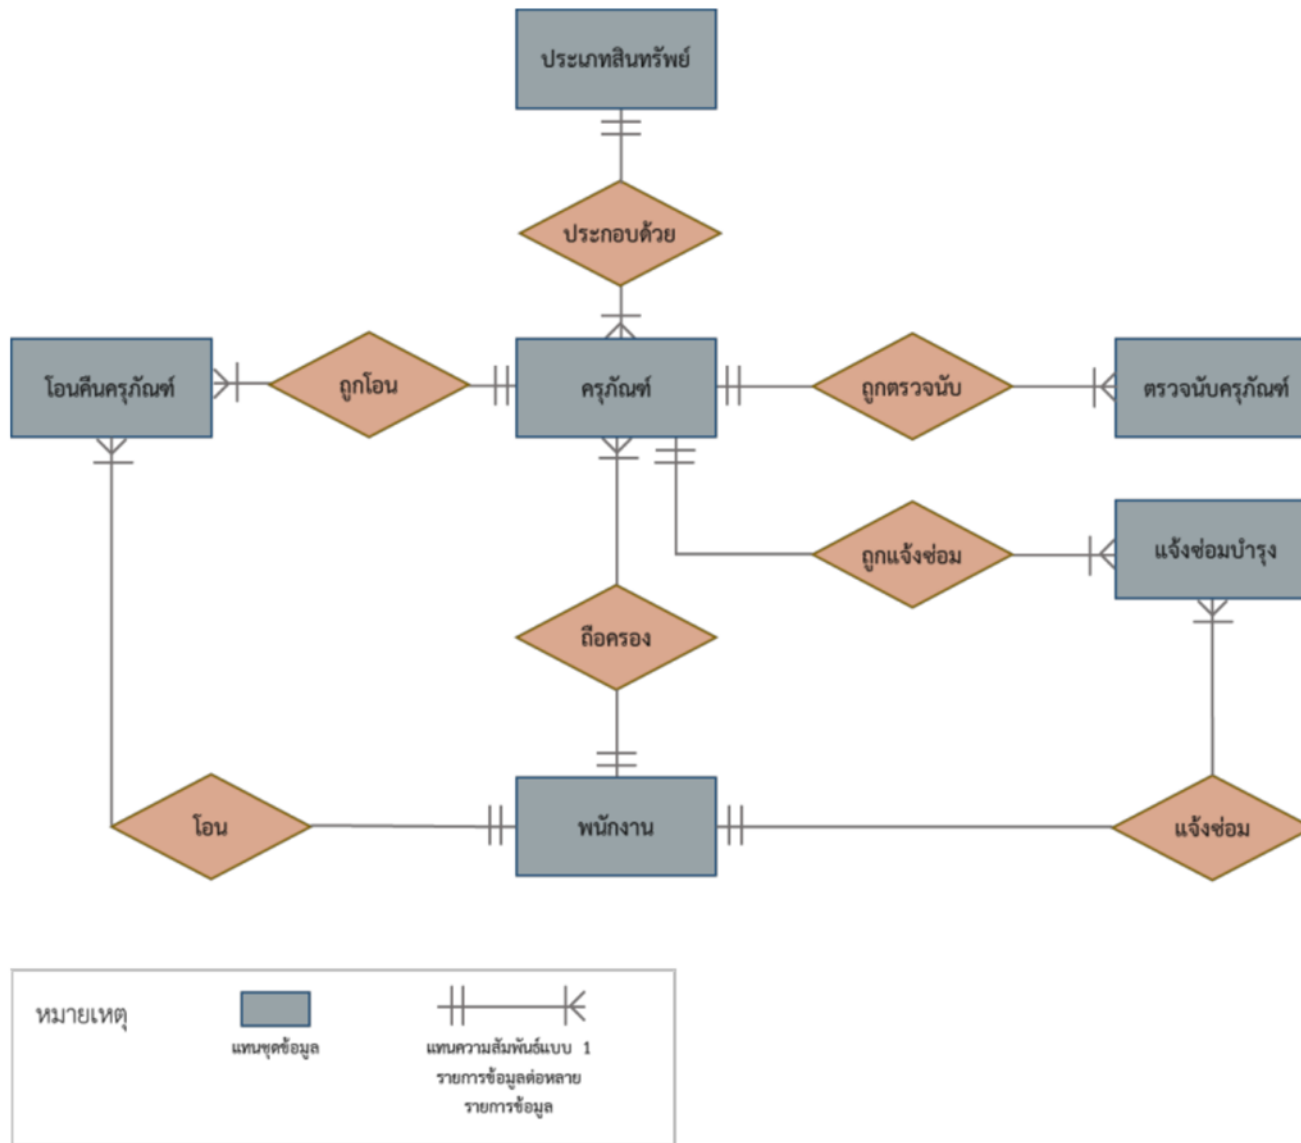 ประเภทสินทรัพย์
ประกอบด้วย
โอนคืนครุภัณฑ์
ถูกโอน
ครุภัณฑ์
ถูกตรวจนับ
ตรวจนับครุภัณฑ์
ถูกแจ้งซ่อม
แจ้งซ่อมบำรุง
ถือครอง
โอน
พนักงาน
แจ้งซ่อม
หมายเหตุ
แทนชุดข้อมูล
แทนความสัมพันธ์แบบ 1
รายการข้อมูลต่อหลาย
รายการข้อมูล